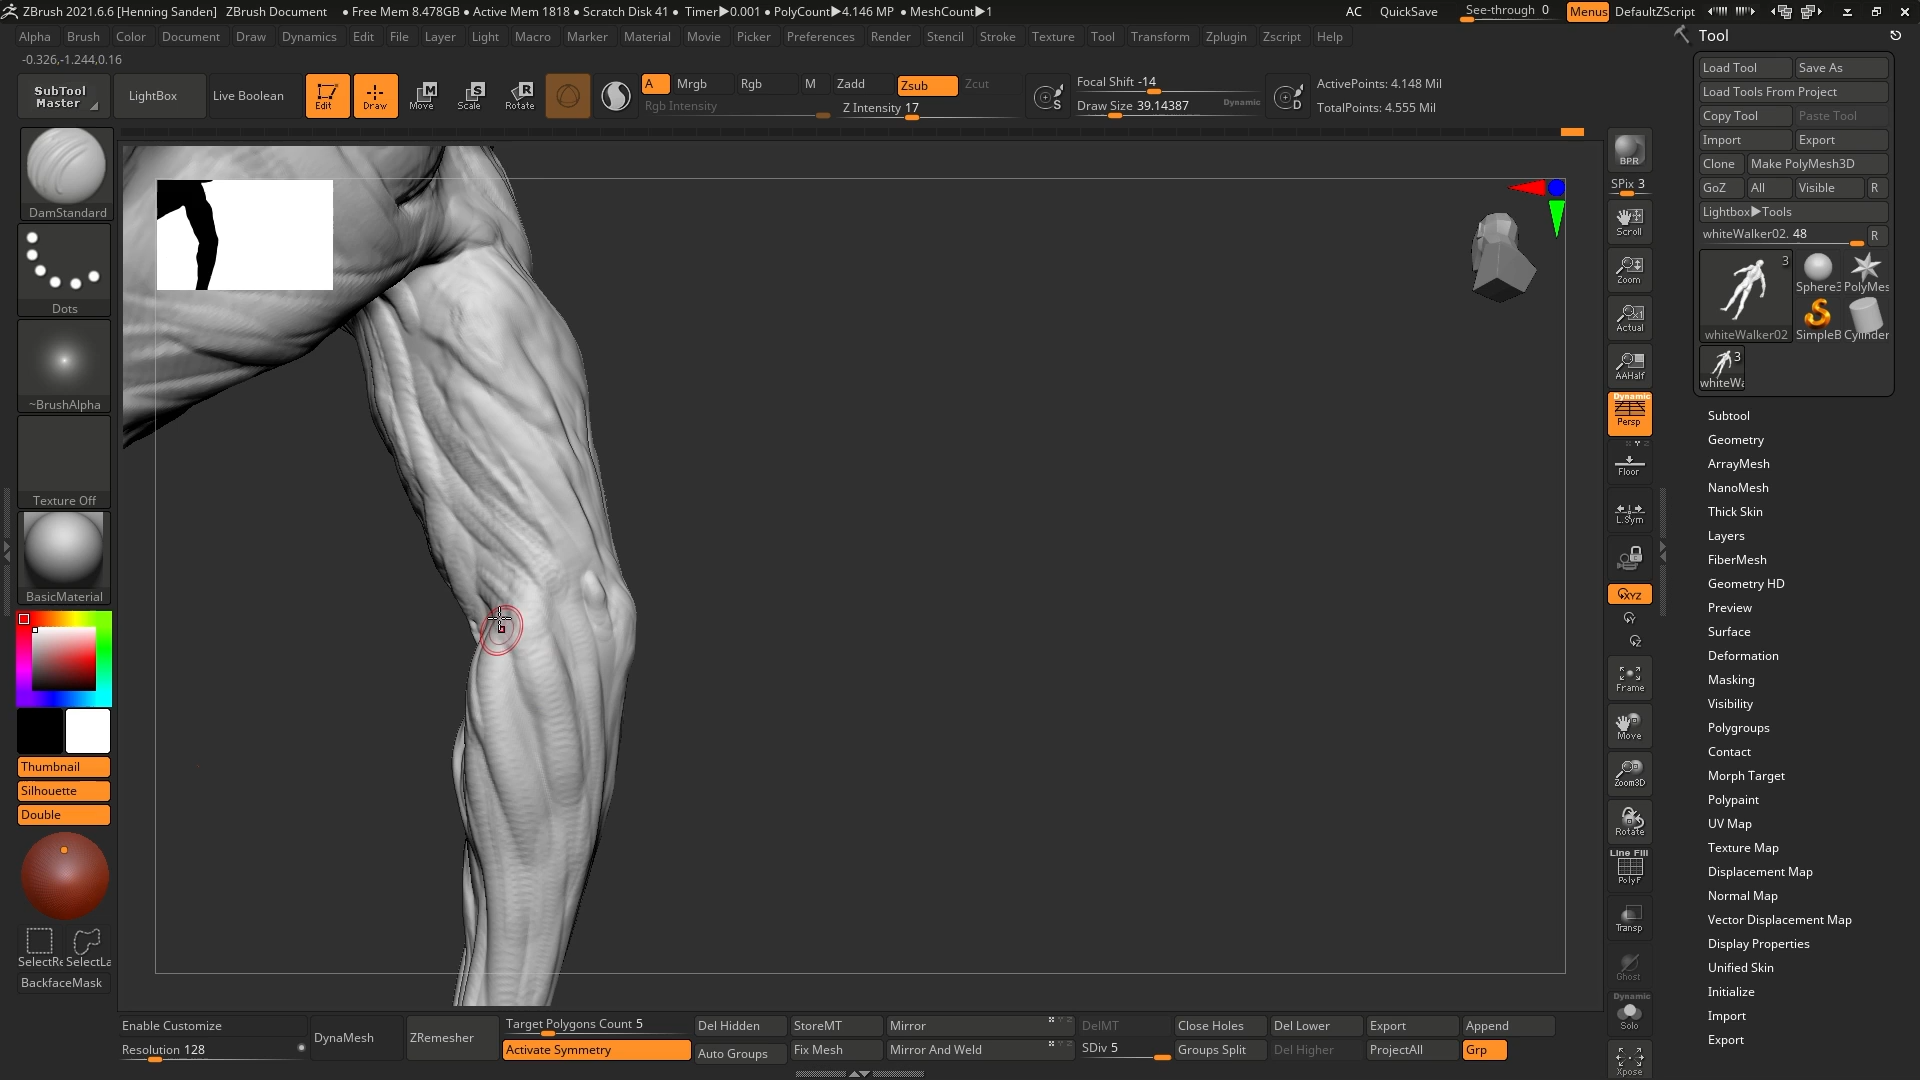 ZBrush 2021.6.6 [Henning Sanden] ZBrush Document • Free Mem 8.478GB • Active Mem 1818 • Scratch Disk 41 • Timer▶0.001 • PolyCount▶4.146 MP • MeshCount▶1 AC QuickSave See-through 0 Menus DefaultZScript
Alpha Brush Color Document Draw Dynamics Edit File Layer Light Macro Marker Material Movie Picker Preferences Render Stencil Stroke Texture Tool Transform Zplugin Zscript Help
-0.326,-1.244,0.16
SubTool Master
LightBox
Live Boolean
Edit
Draw
Move
Scale
Rotate
A Mrgb Rgb M Zadd Zsub Zcut
Rgb Intensity
Z Intensity 17
S
Focal Shift -14
Draw Size 39.14387
Dynamic
D
ActivePoints: 4.148 Mil
TotalPoints: 4.555 Mil
DamStandard
Dots
~BrushAlpha
Texture Off
BasicMaterial
Thumbnail
Silhouette
Double
SelectRe SelectLa
BackfaceMask
BPR
SPix 3
Scroll
Zoom
Actual
AAHalf
Dynamic
Persp
Floor
L.Sym
XYZ
Frame
Move
Zoom3D
Rotate
Line Fill
PolyF
Transp
Ghost
Dynamic
Solo
Xpose
Tool
Load Tool Save As
Load Tools From Project
Copy Tool Paste Tool
Import Export
Clone Make PolyMesh3D
GoZ All Visible R
Lightbox▶Tools
whiteWalker02. 48 R
3
whiteWalker02
Sphere3 PolyMes
SimpleB Cylinder
3
whiteWa
Subtool
Geometry
ArrayMesh
NanoMesh
Thick Skin
Layers
FiberMesh
Geometry HD
Preview
Surface
Deformation
Masking
Visibility
Polygroups
Contact
Morph Target
Polypaint
UV Map
Texture Map
Displacement Map
Normal Map
Vector Displacement Map
Display Properties
Unified Skin
Initialize
Import
Export
Enable Customize
Resolution 128
DynaMesh
ZRemesher
Target Polygons Count 5
Activate Symmetry
Del Hidden
Auto Groups
StoreMT
Fix Mesh
Mirror
Mirror And Weld
DelMT
SDiv 5
Close Holes
Groups Split
Del Lower
Del Higher
Export
ProjectAll
Append
Grp